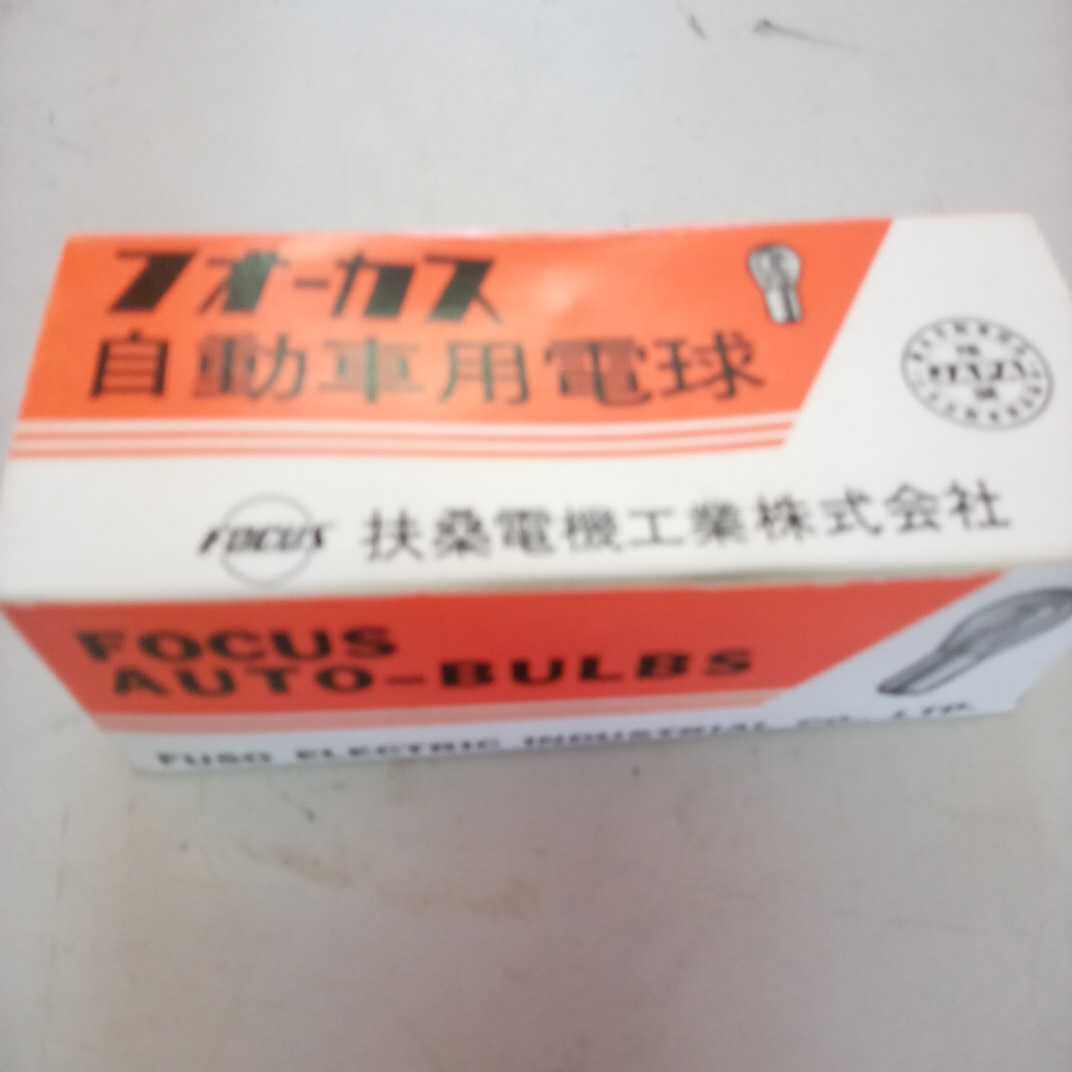 フオーカス
自動車用電球
FOCUS 扶桑電機工業株式会社
FOCUS
AUTO-BULBS
FUSO ELECTRIC INDUSTRIAL CO., LTD.